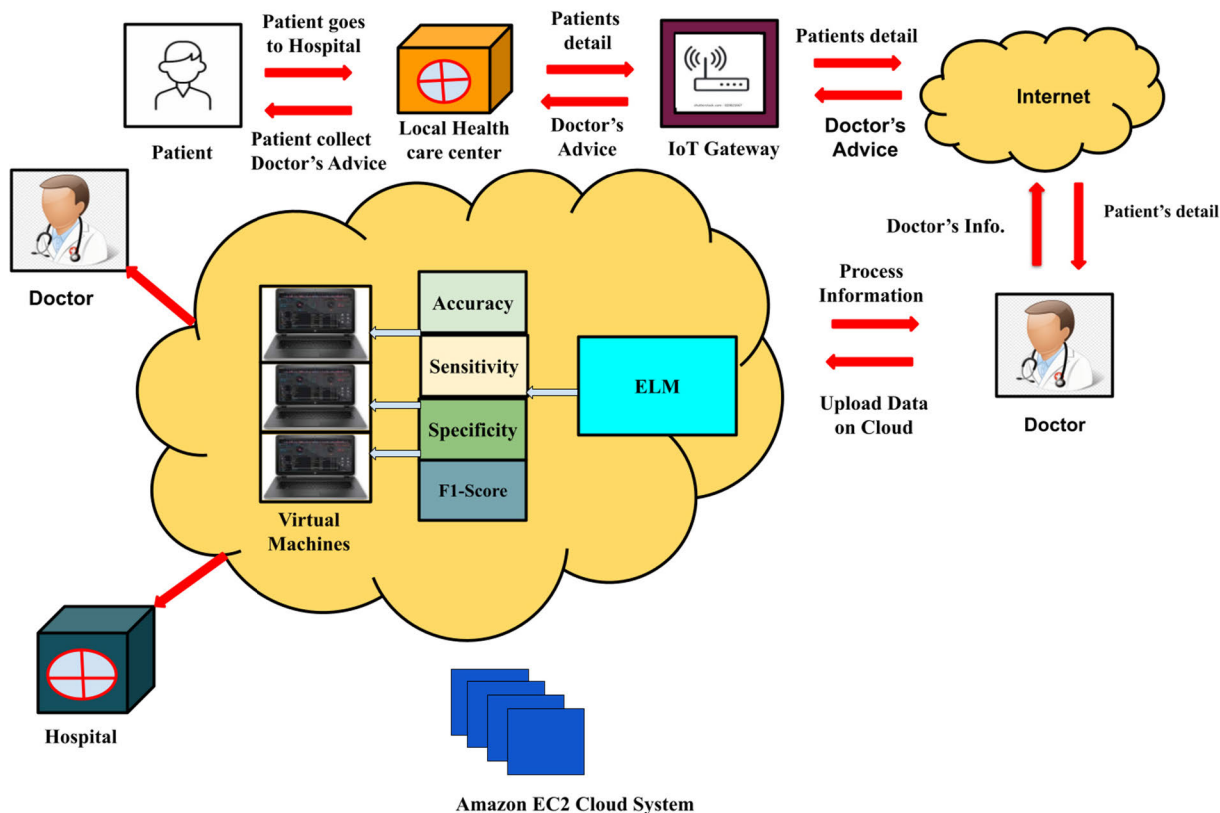 Patient goes
to Hospital
Patient
Patient collect
Doctor's Advice
Local Health
care center
Patients
detail
Doctor's
Advice
IoT Gateway
Patients detail
Doctor's
Advice
Internet
Doctor's Info.
Patient's detail
Doctor
Process
Information
Upload Data
on Cloud
Doctor
Accuracy
Sensitivity
Specificity
F1-Score
ELM
Virtual
Machines
Hospital
Amazon EC2 Cloud System